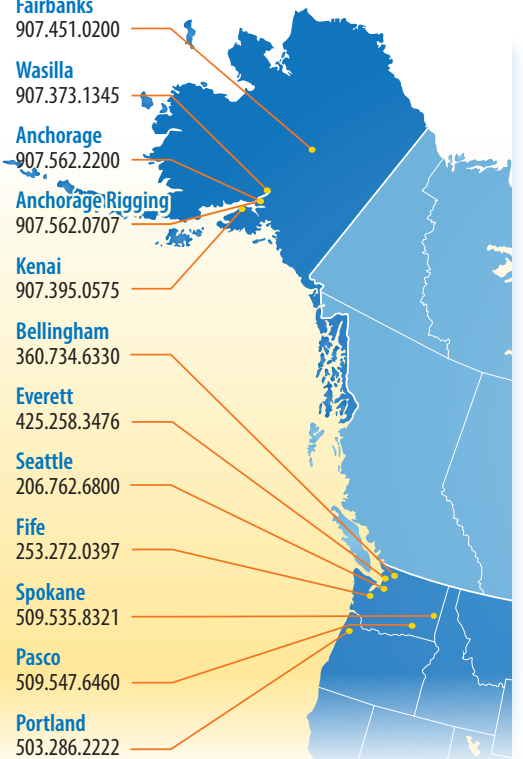 Fairbanks
907.451.0200
Wasilla
907.373.1345
Anchorage
907.562.2200
Anchorage Rigging
907.562.0707
Kenai
907.395.0575
Bellingham
360.734.6330
Everett
425.258.3476
Seattle
206.762.6800
Fife
253.272.0397
Spokane
509.535.8321
Pasco
509.547.6460
Portland
503.286.2222